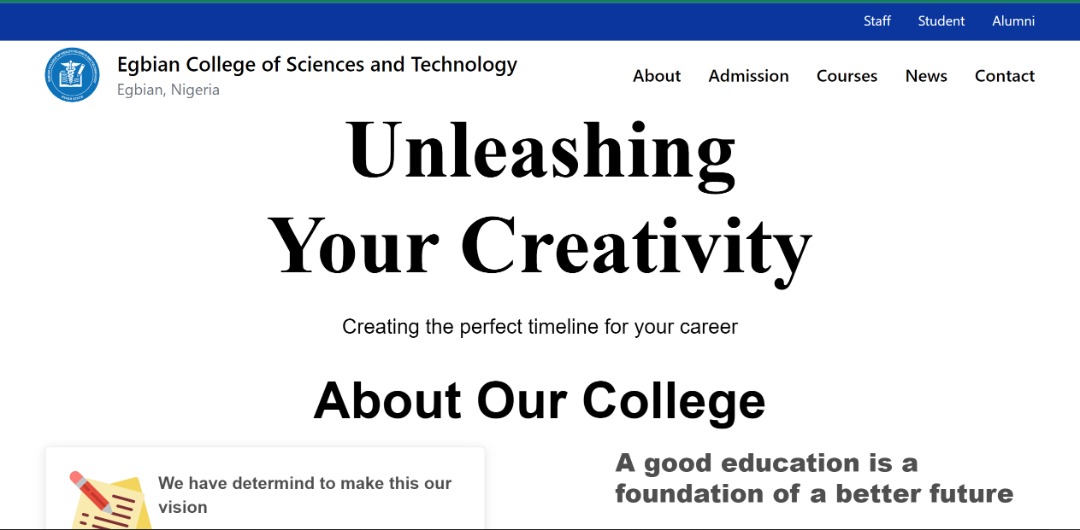 Staff Student Alumni
Egbian College of Sciences and Technology
Egbian, Nigeria
About Admission Courses News Contact
Unleashing
Your Creativity
Creating the perfect timeline for your career
About Our College
We have determind to make this our
vision
A good education is a
foundation of a better future